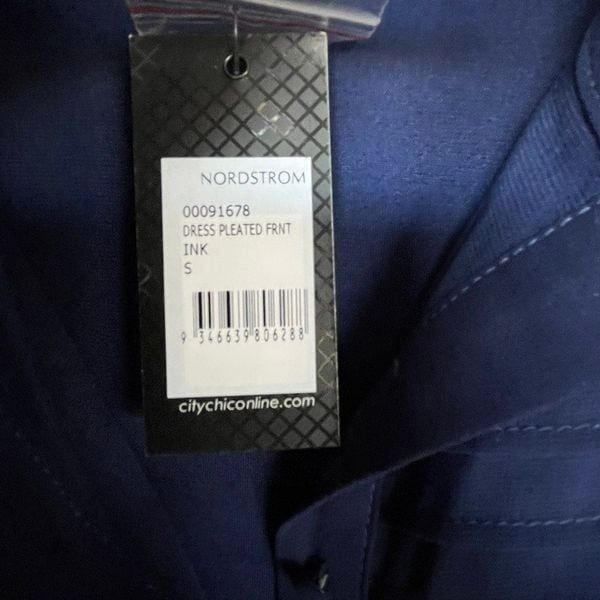 NORDSTROM
00091678
DRESS PLEATED FRNT
INK
S
9 346639 806288
citychiconline.com